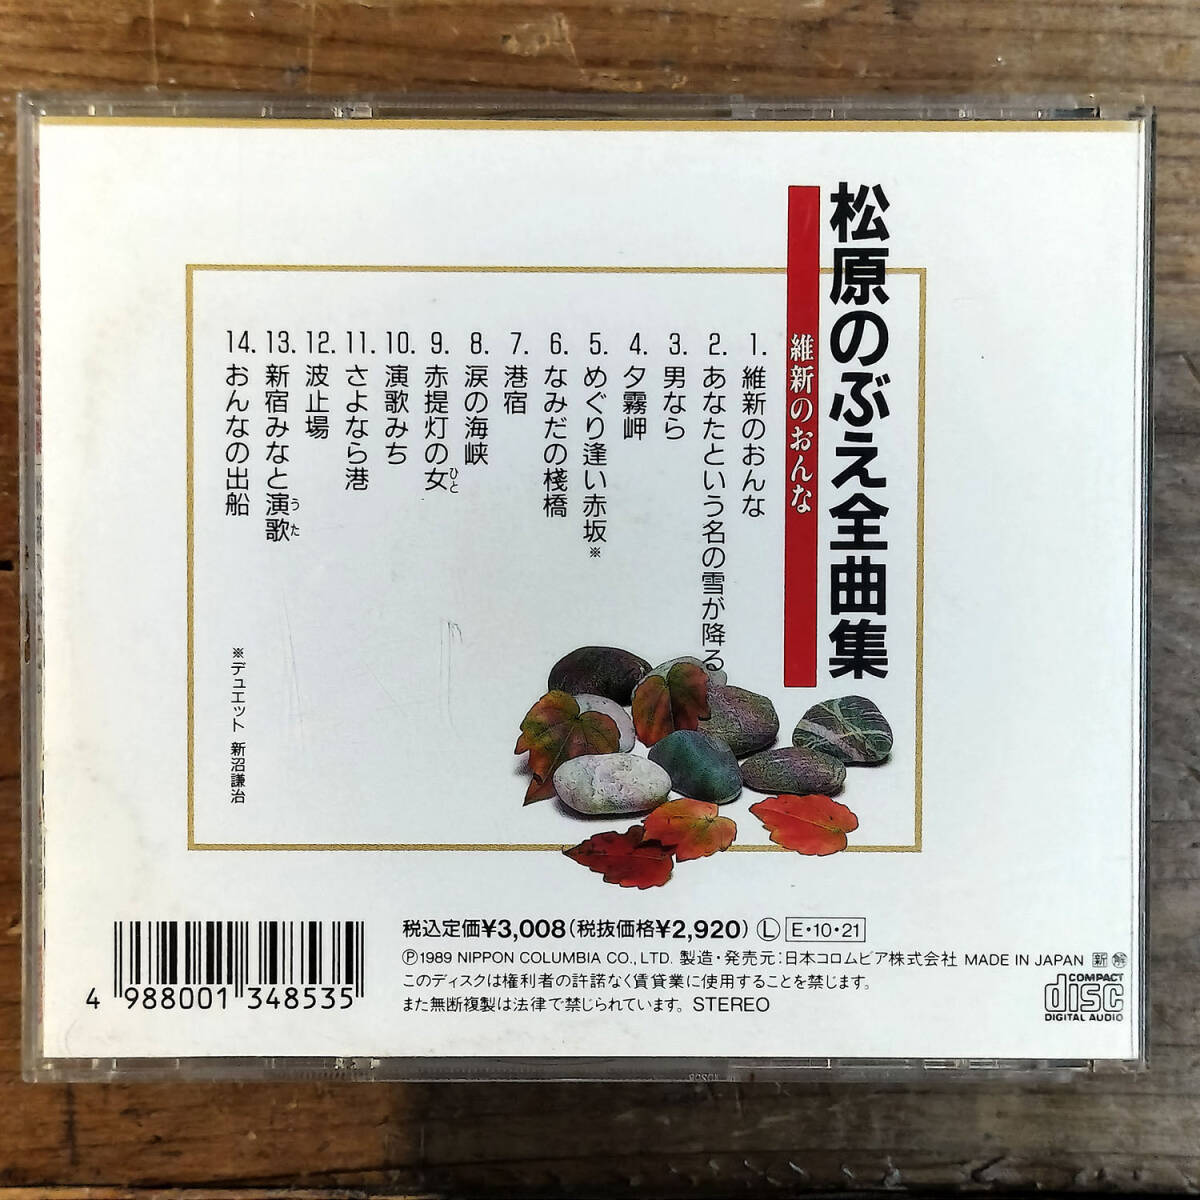 松原のぶえ全曲集
維新のおんな
1. 維新のおんな
2. あなたという名の雪が降る
3. 男なら
4. 夕霧岬
5. めぐり逢い赤坂※
6. なみだの棧橋
7. 港宿
8. 涙の海峡
9. 赤提灯の女ひと
10. 演歌みち
11. さよなら港
12. 波止場
13. 新宿みなと演歌うた
14. おんなの出船
※デュエット 新沼謙治
税込定価¥3,008(税抜価格¥2,920) Ⓛ E・10・21
Ⓟ1989 NIPPON COLUMBIA CO., LTD. 製造・発売元:日本コロムビア株式会社 MADE IN JAPAN 新 解
このディスクは権利者の許諾なく賃貸業に使用することを禁じます。
また無断複製は法律で禁じられています。 STEREO
4 988001 348535
COMPACT
disc
DIGITAL AUDIO